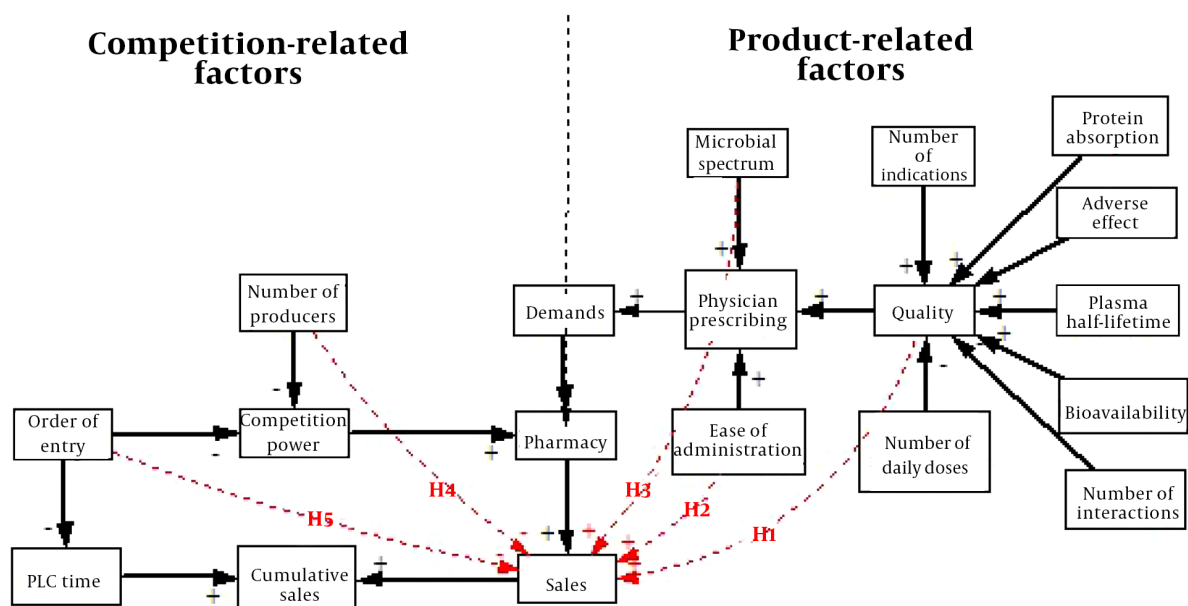 Competition-related
factors
Product-related
factors
Protein
absorption
Microbial
spectrum
Number
of
indications
Adverse
effect
Number of
producers
Demands
Physician
prescribing
Quality
Plasma
half-lifetime
Order of
entry
Competition
power
Pharmacy
Ease of
administration
Number of
daily doses
Bioavailability
Number of
interactions
H5
H4
H3
H2
H1
PLC time
Cumulative
sales
Sales